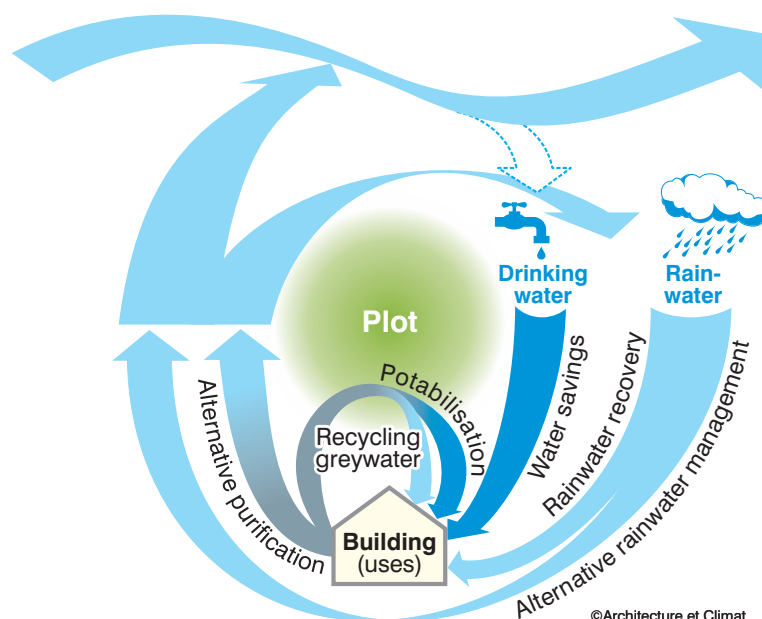 Drinking
water
Rain-
water
Plot
Potabilisation
Water savings
Rainwater recovery
Alternative rainwater management
Alternative purification
Recycling
greywater
Building
(uses)
©Architecture et Climat